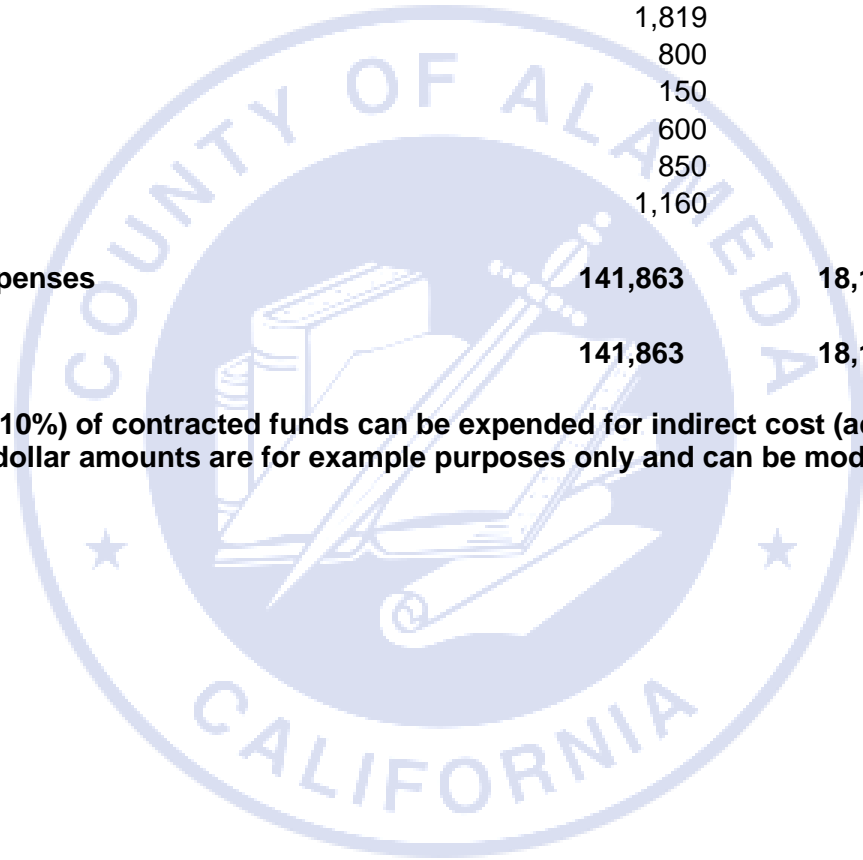 1,819
800
150
600
850
1,160
penses 141,863 18,1
141,863 18,1
10%) of contracted funds can be expended for indirect cost (a
dollar amounts are for example purposes only and can be mod
COUNTY OF ALAMEDA
CALIFORNIA